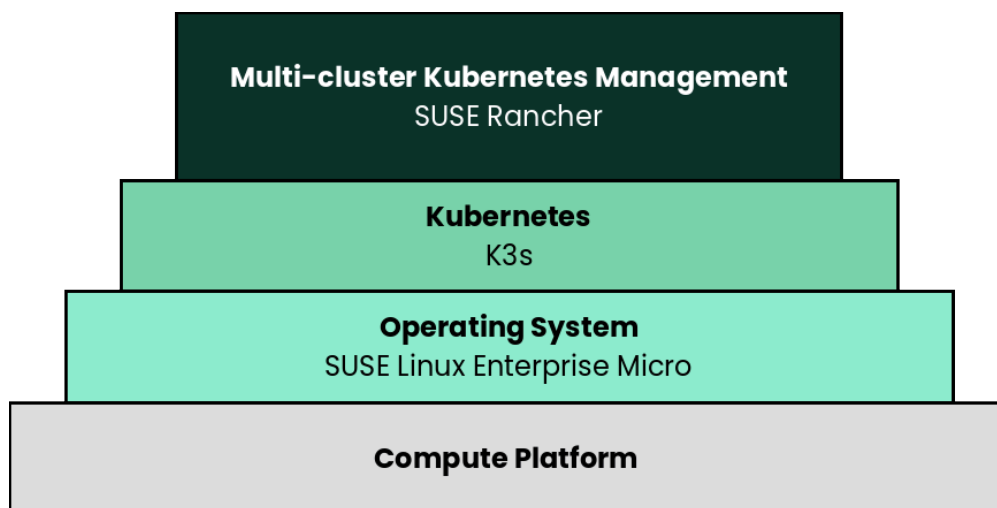 Multi-cluster Kubernetes Management
SUSE Rancher
Kubernetes
K3s
Operating System
SUSE Linux Enterprise Micro
Compute Platform